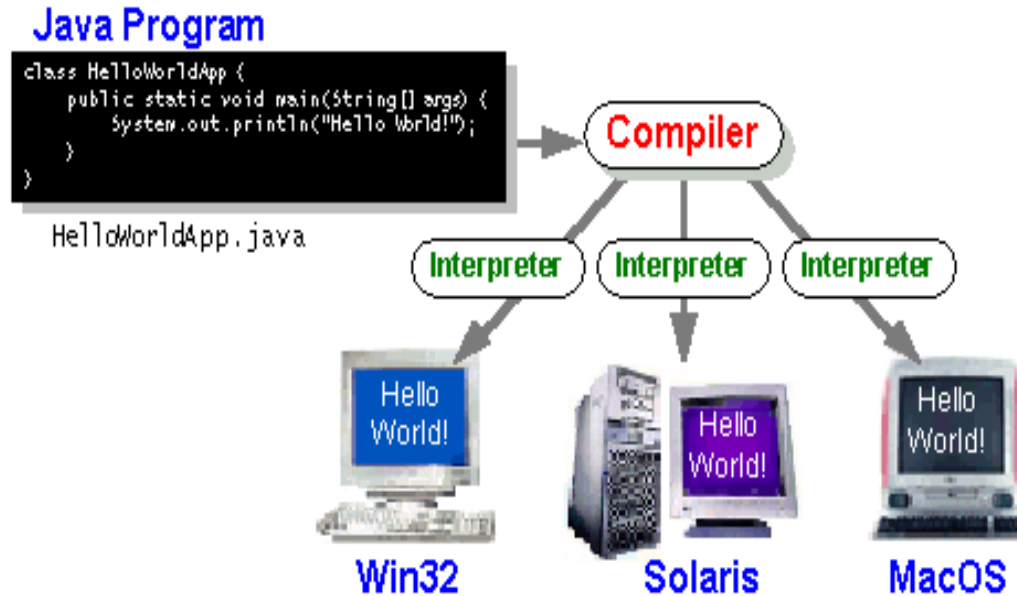 Java Program
class HelloWorldApp {
public static void main(String[] args) {
System.out.println("Hello World!");
}
}
HelloWorldApp.java
Compiler
Interpreter
Interpreter
Interpreter
Hello
World!
Hello
World!
Hello
World!
Win32
Solaris
MacOS